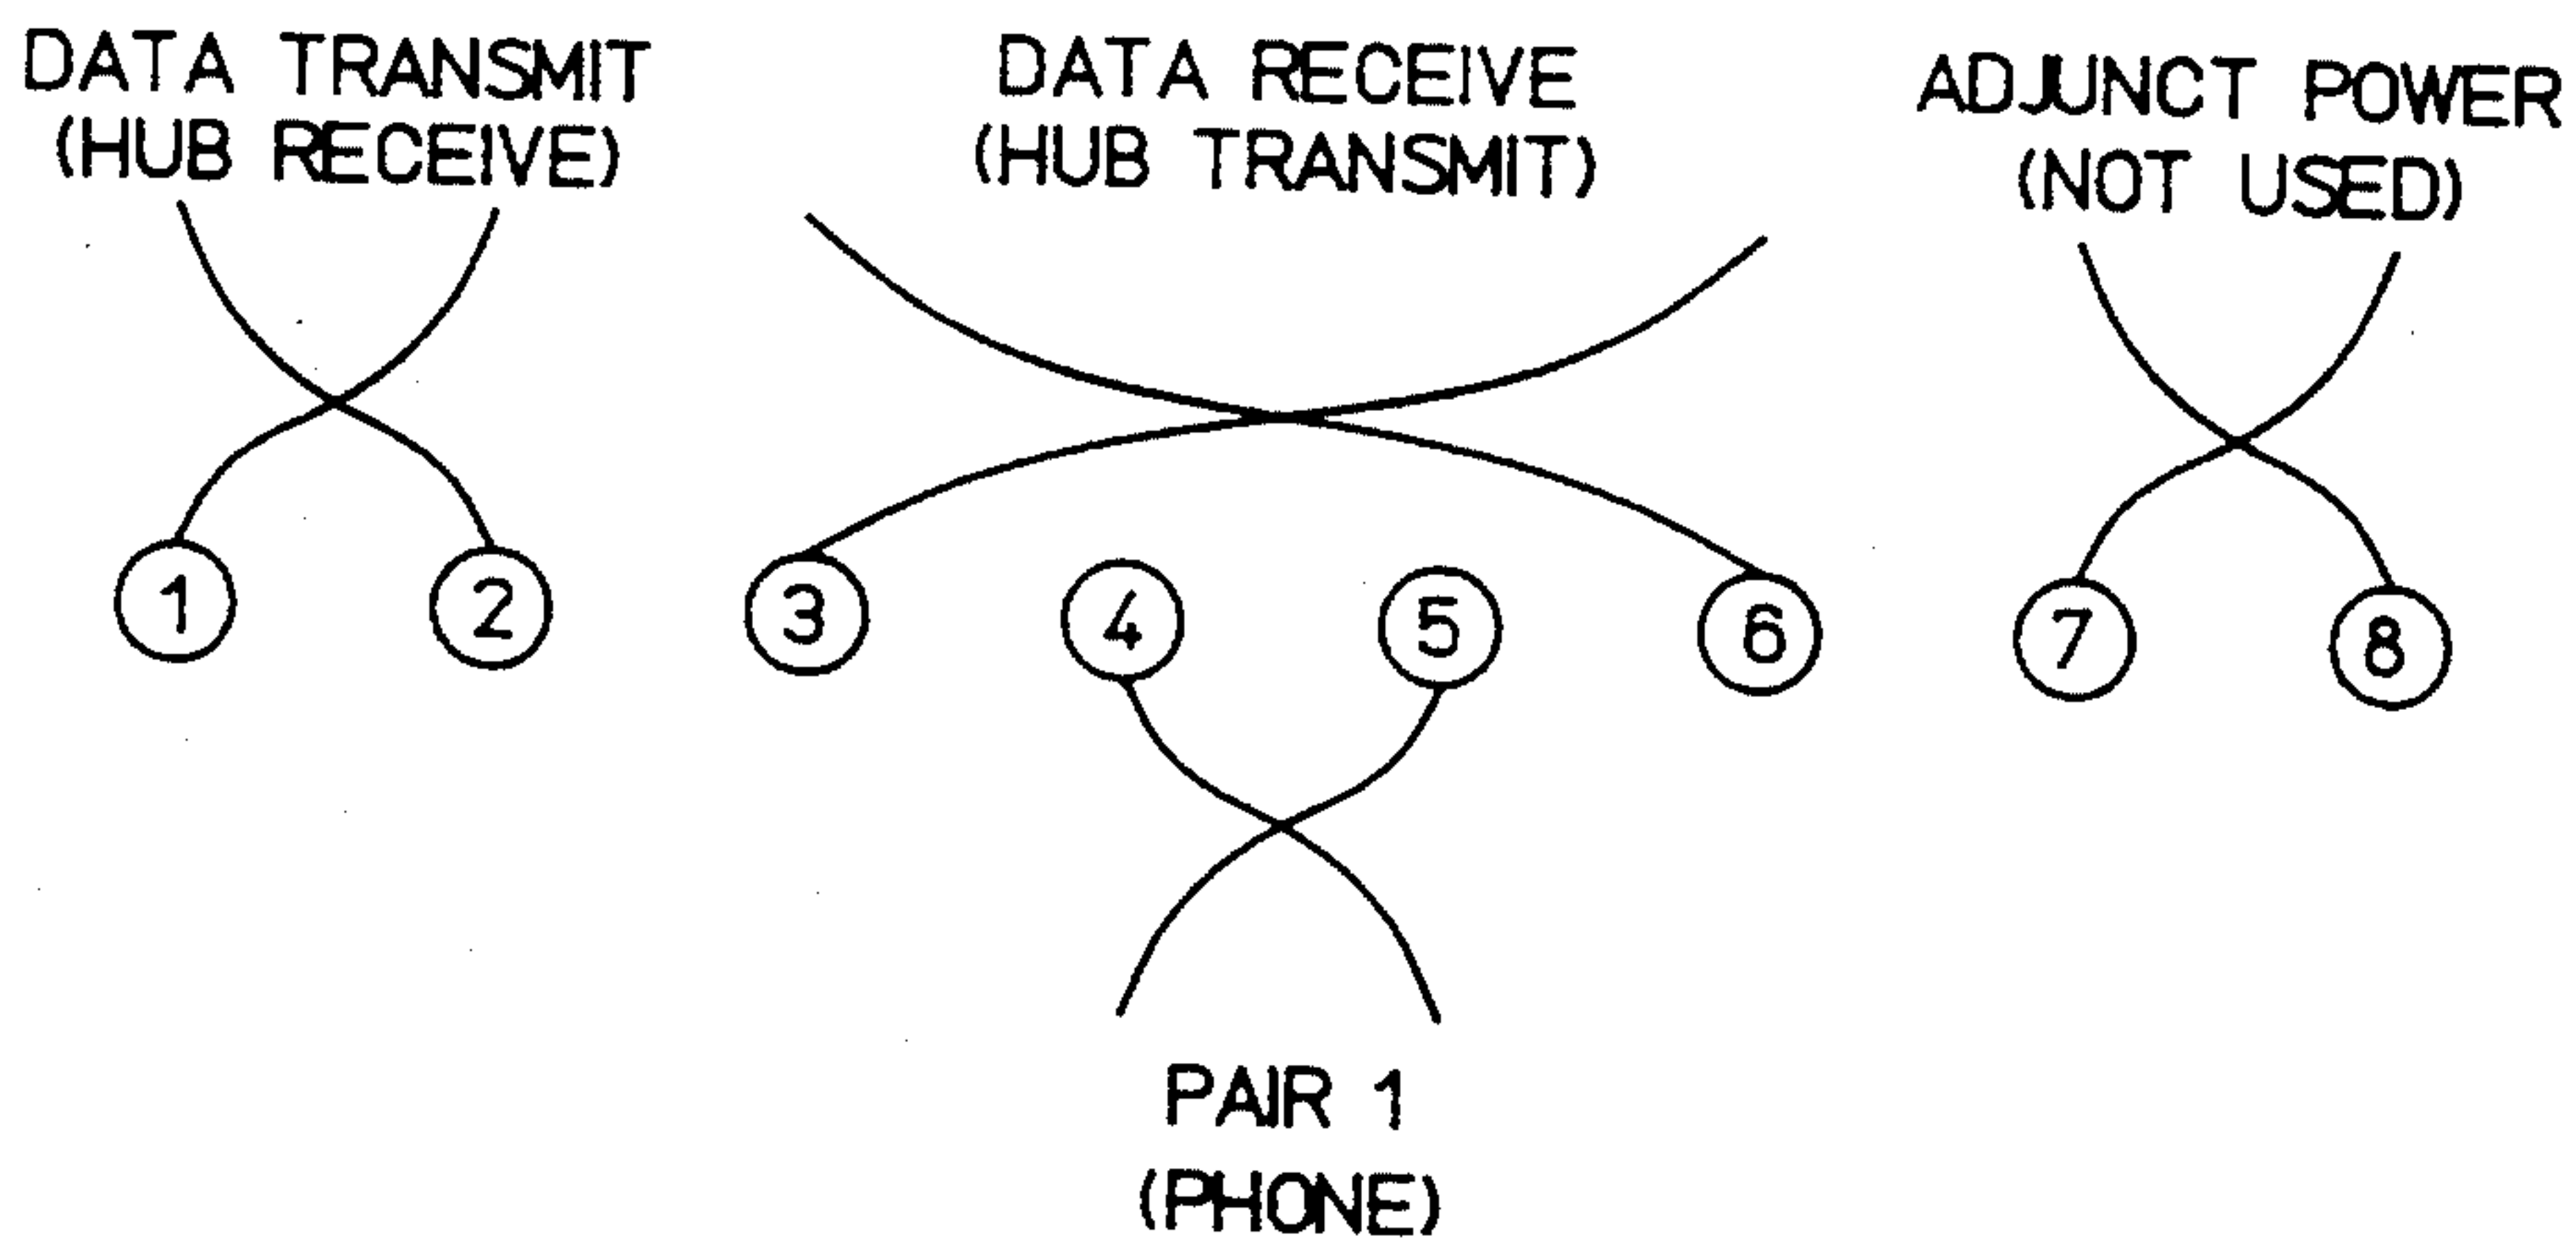 DATA TRANSMIT
(HUB RECEIVE)
DATA RECEIVE
(HUB TRANSMIT)
ADJUNCT POWER
(NOT USED)
1 2 3 4 5 6 7 8
PAIR 1
(PHONE)